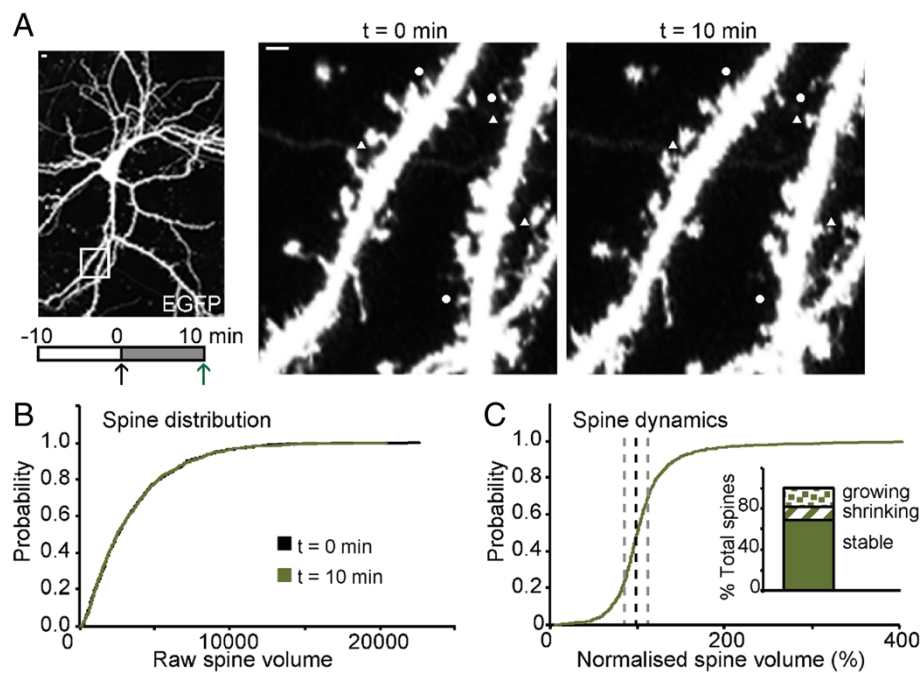 A
t = 0 min
t = 10 min
EGFP
-10 0 10 min
B
Spine distribution
Probability
1.0
0.8
0.6
0.4
0.2
0.0
t = 0 min
t = 10 min
0 10000 20000
Raw spine volume
C
Spine dynamics
Probability
1.0
0.8
0.6
0.4
0.2
0
% Total spines
80
40
0
growing
shrinking
stable
0 200 400
Normalised spine volume (%)